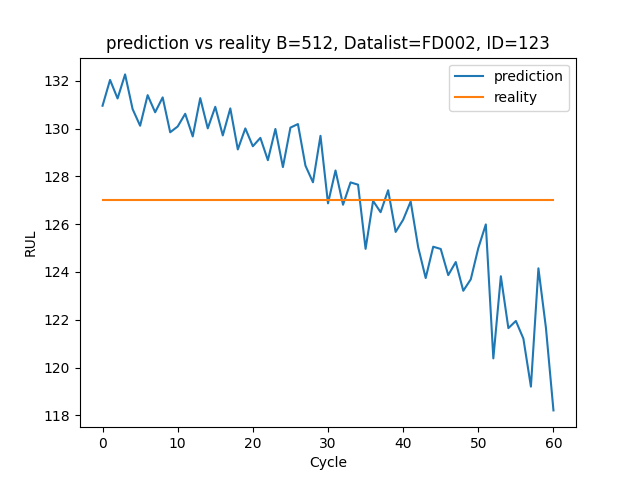 prediction vs reality B=512, Datalist=FD002, ID=123
prediction
reality
RUL
132
130
128
126
124
122
120
118
0 10 20 30 40 50 60
Cycle